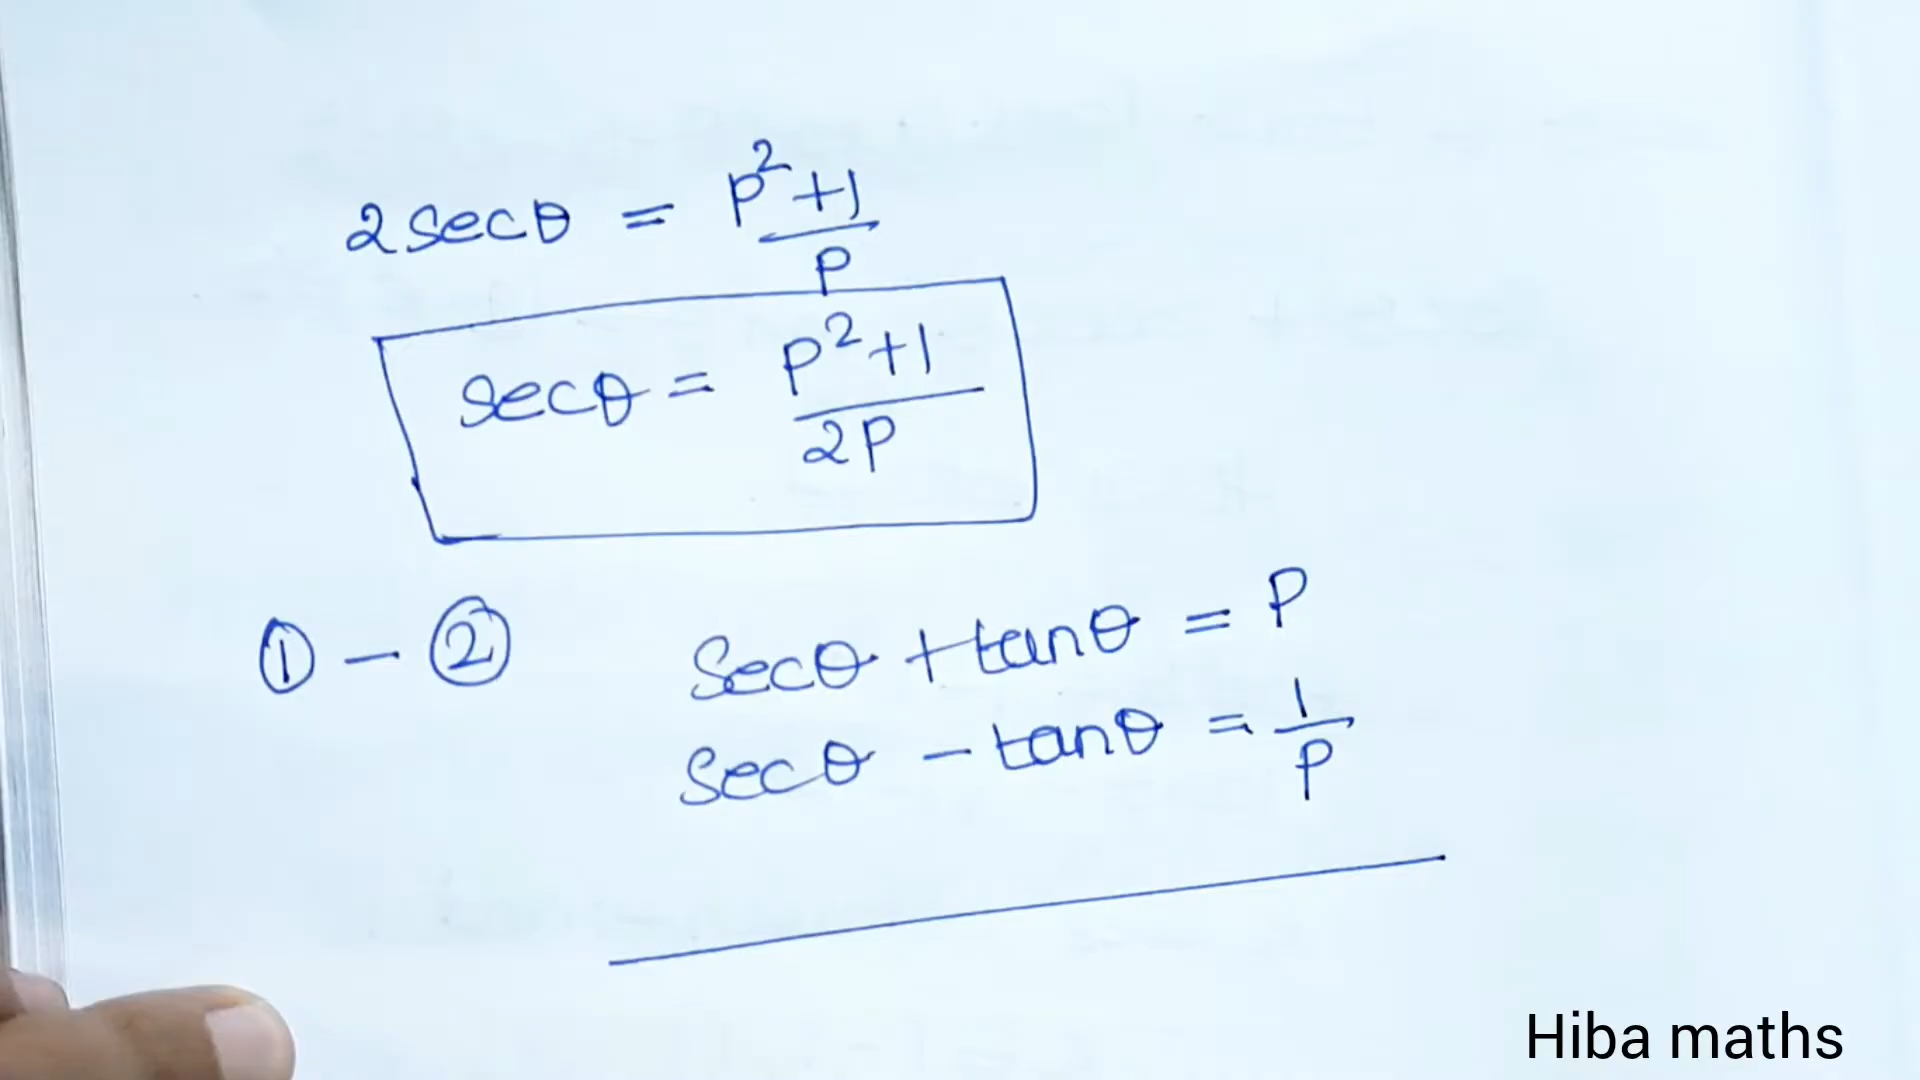 2secθ = P²+1/P
secθ = P²+1/2P
① - ② secθ + tanθ = P
secθ - tanθ = 1/P
Hiba maths